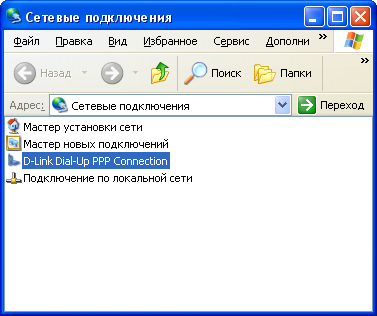 Сетевые подключения
Файл Правка Вид Избранное Сервис Дополни »
Назад Поиск Папки »
Адрес: Сетевые подключения Переход
Мастер установки сети
Мастер новых подключений
D-Link Dial-Up PPP Connection
Подключение по локальной сети